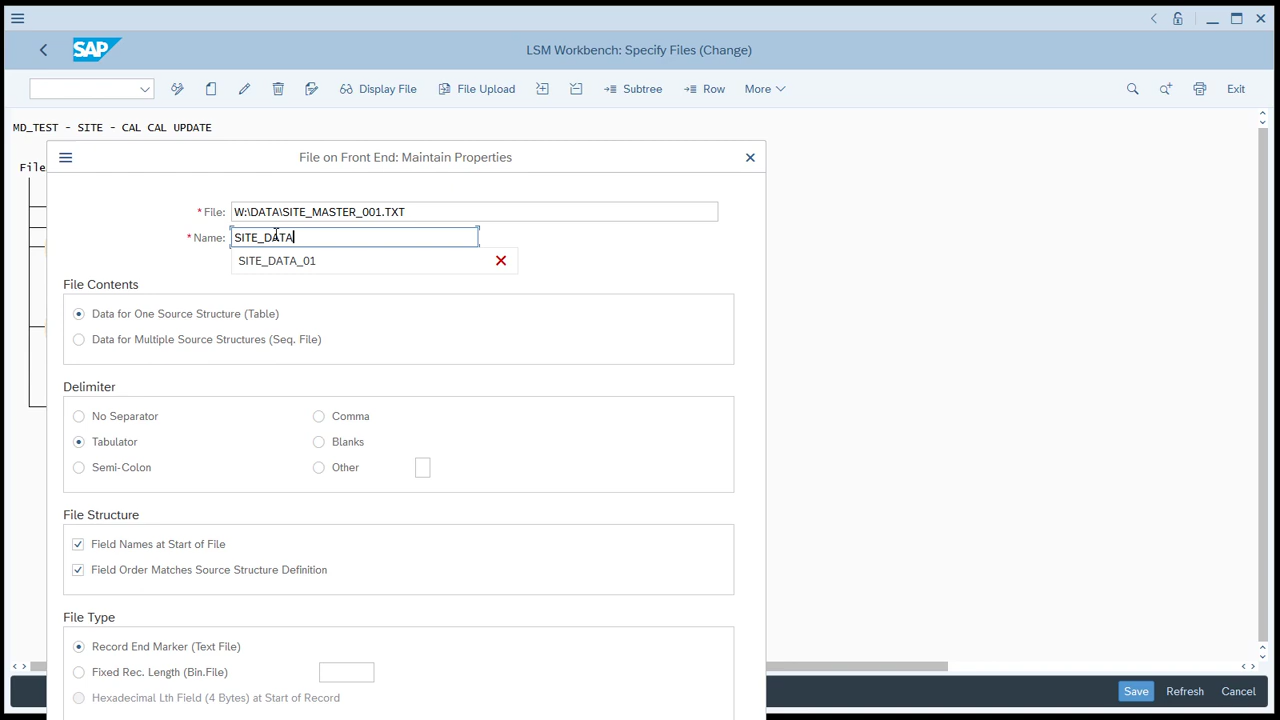 SAP
LSM Workbench: Specify Files (Change)
Display File File Upload Subtree Row More Exit
MD_TEST - SITE - CAL CAL UPDATE
File
File on Front End: Maintain Properties
* File: W:\DATA\SITE_MASTER_001.TXT
* Name: SITE_DATA
SITE_DATA_01
File Contents
Data for One Source Structure (Table)
Data for Multiple Source Structures (Seq. File)
Delimiter
No Separator Comma
Tabulator Blanks
Semi-Colon Other
File Structure
Field Names at Start of File
Field Order Matches Source Structure Definition
File Type
Record End Marker (Text File)
Fixed Rec. Length (Bin.File)
Hexadecimal Lth Field (4 Bytes) at Start of Record
Save Refresh Cancel